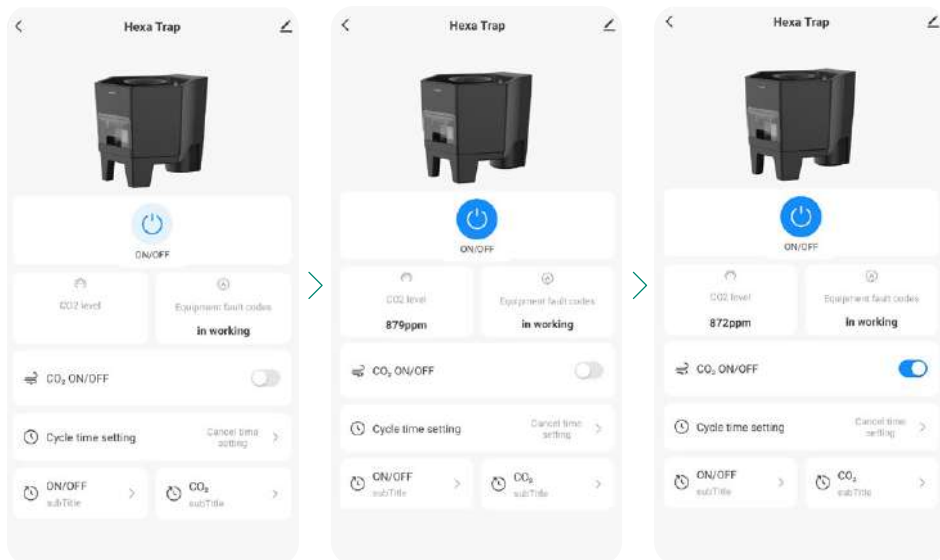 Hexa Trap
ON/OFF
CO2 level
Equipment fault codes
in working
CO₂ ON/OFF
Cycle time setting
Cancel time
setting
ON/OFF
subTitle
CO₂
subTitle
Hexa Trap
ON/OFF
CO2 level
879ppm
Equipment fault codes
in working
CO₂ ON/OFF
Cycle time setting
Cancel time
setting
ON/OFF
subTitle
CO₂
subTitle
Hexa Trap
ON/OFF
CO2 level
872ppm
Equipment fault codes
in working
CO₂ ON/OFF
Cycle time setting
Cancel time
setting
ON/OFF
subTitle
CO₂
subTitle